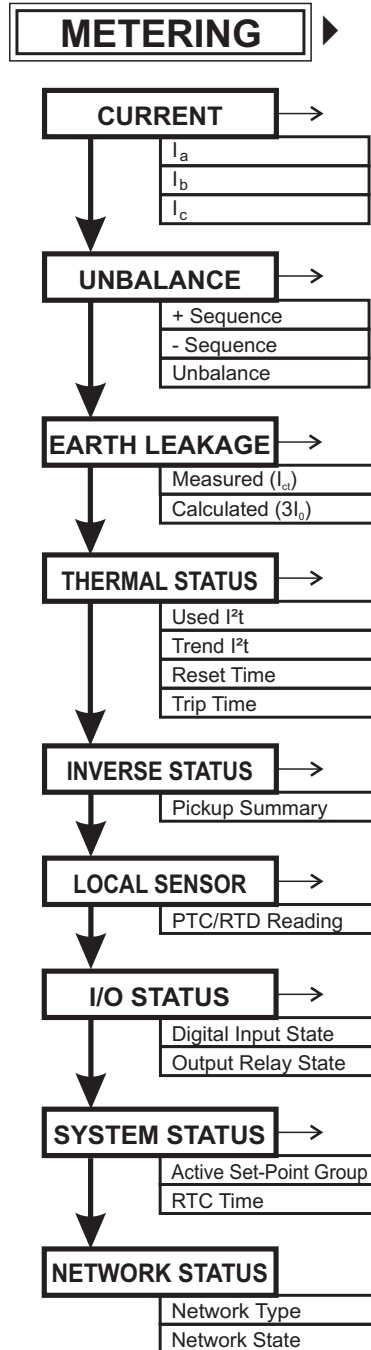 METERING
CURRENT
Ia
Ib
Ic
UNBALANCE
+ Sequence
- Sequence
Unbalance
EARTH LEAKAGE
Measured (Ict)
Calculated (3I0)
THERMAL STATUS
Used I²t
Trend I²t
Reset Time
Trip Time
INVERSE STATUS
Pickup Summary
LOCAL SENSOR
PTC/RTD Reading
I/O STATUS
Digital Input State
Output Relay State
SYSTEM STATUS
Active Set-Point Group
RTC Time
NETWORK STATUS
Network Type
Network State